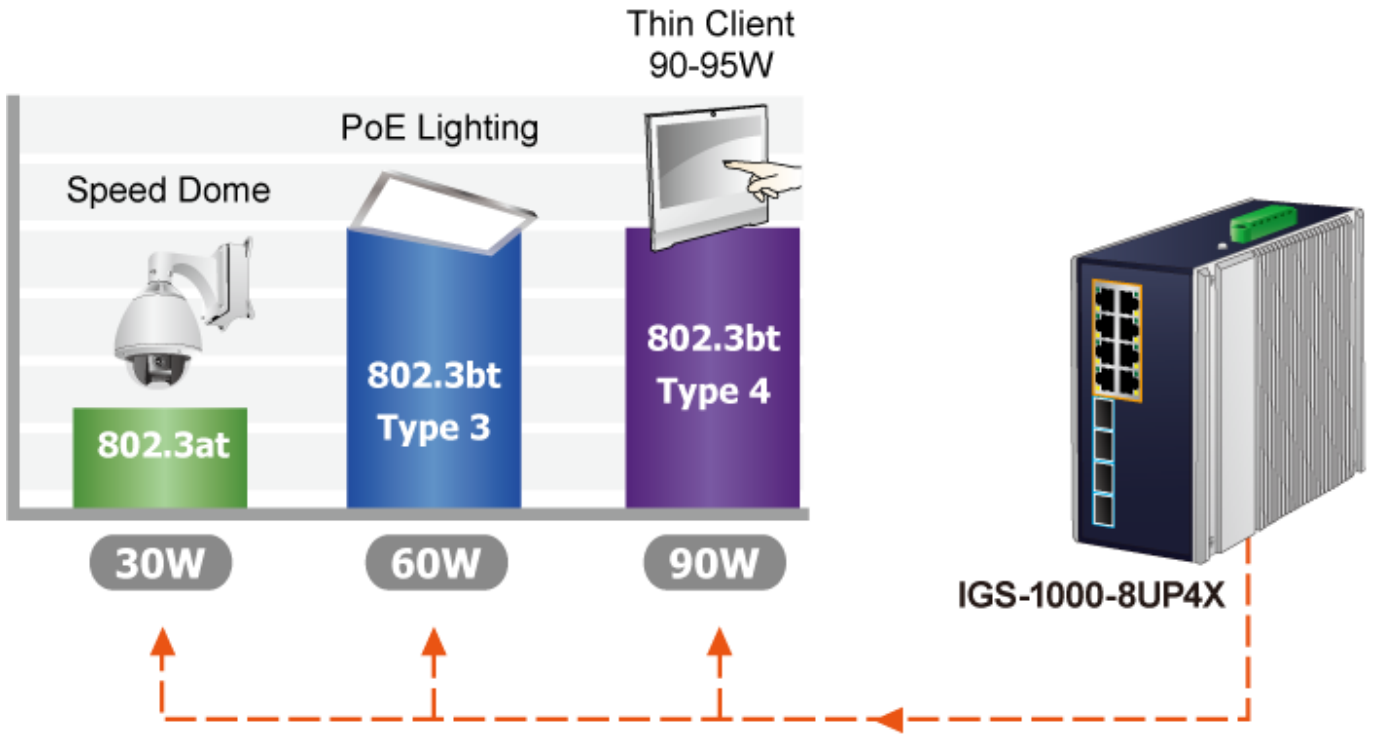 Thin Client
90-95W
PoE Lighting
Speed Dome
802.3at
802.3bt
Type 3
802.3bt
Type 4
30W
60W
90W
IGS-1000-8UP4X